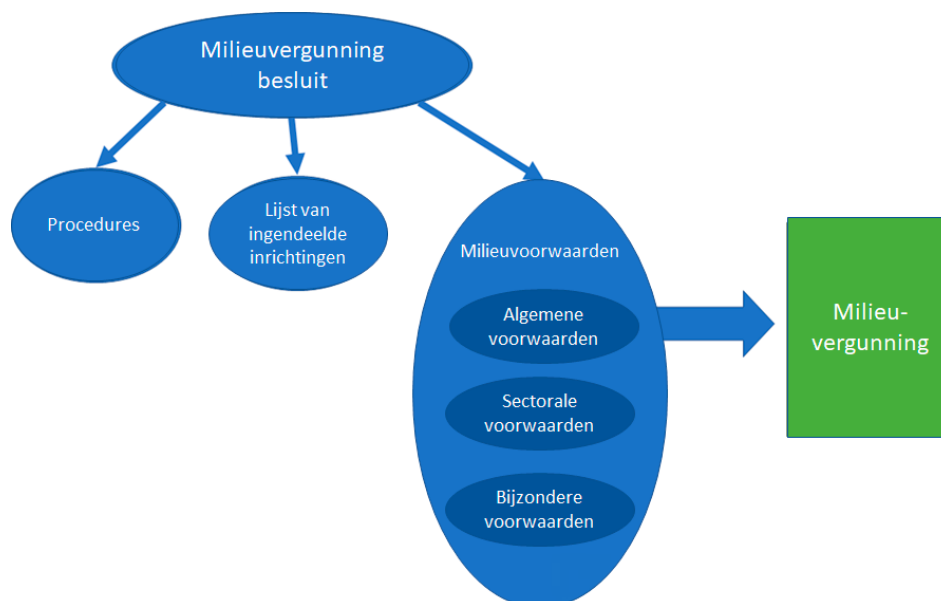 Milieuvergunning
besluit
Procedures
Lijst van
ingendeelde
inrichtingen
Milieuvoorwaarden
Algemene
voorwaarden
Sectorale
voorwaarden
Bijzondere
voorwaarden
Milieu-
vergunning